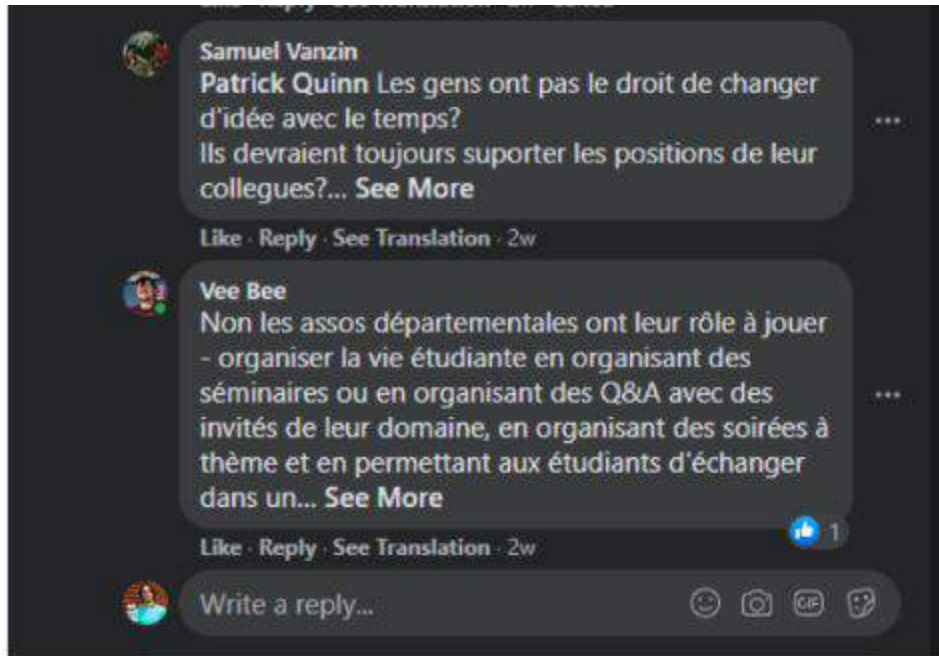 Samuel Vanzin
Patrick Quinn Les gens ont pas le droit de changer
d'idée avec le temps?
Ils devraient toujours suporter les positions de leur
collegues?... See More
Like · Reply · See Translation · 2w
Vee Bee
Non les assos départementales ont leur rôle à jouer
- organiser la vie étudiante en organisant des
séminaires ou en organisant des Q&A avec des
invités de leur domaine, en organisant des soirées à
thème et en permettant aux étudiants d'échanger
dans un... See More
1
Like · Reply · See Translation · 2w
Write a reply...
GIF